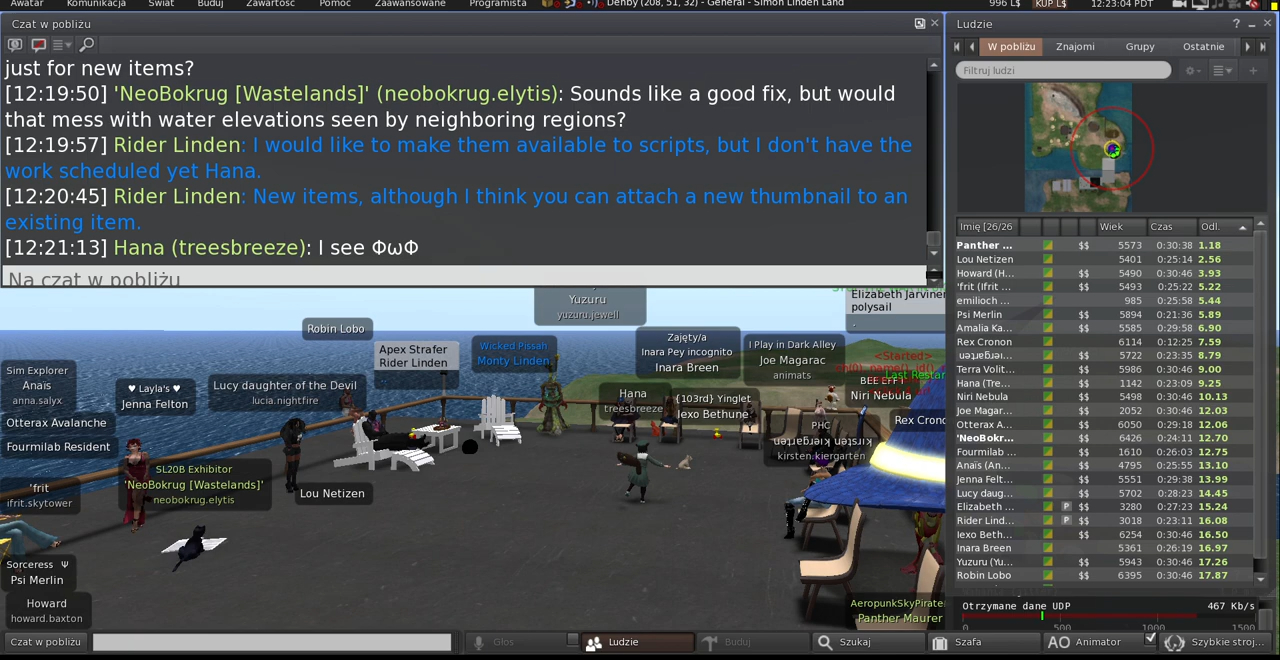 Awatar Komunikacja Świat Buduj Zawartość Pomoc Zaawansowane Programista Denby (208, 51, 32) - General - Simon Linden Land 996 L$ KUP L$ 12:23:04 PDT
Czat w pobliżu
just for new items?
[12:19:50] 'NeoBokrug [Wastelands]' (neobokrug.elytis): Sounds like a good fix, but would
that mess with water elevations seen by neighboring regions?
[12:19:57] Rider Linden: I would like to make them available to scripts, but I don't have the
work scheduled yet Hana.
[12:20:45] Rider Linden: New items, although I think you can attach a new thumbnail to an
existing item.
[12:21:13] Hana (treesbreeze): I see ΦωΦ
Na czat w pobliżu
Yuzuru
yuzuru.jewell
Elizabeth Jarvinen
polysail
Robin Lobo
Apex Strafer
Rider Linden
Wicked Pissah
Monty Linden
Zajęty/a
Inara Pey incognito
Inara Breen
I Play in Dark Alley
Joe Magarac
animats
<Started>
Last Restar
Sim Explorer
Anaïs
anna.salyx
♥ Layla's ♥
Jenna Felton
Lucy daughter of the Devil
lucia.nightfire
Hana
treesbreeze
{103rd} Yinglet
Iexo Bethune
Niri Nebula
Otterax Avalanche
Rex Crono
PHC
kirsten.kiergarten
Fourmilab Resident
SL20B Exhibitor
'NeoBokrug [Wastelands]'
neobokrug.elytis
'frit
ifrit.skytower
Lou Netizen
Sorceress Ψ
Psi Merlin
Howard
howard.baxton
AeropunkSkyPirate
Panther Maurer
Ludzie
W pobliżu Znajomi Grupy Ostatnie
Filtruj ludzi
Imię [26/26 Wiek Czas Odl.
Panther ... $$ 5573 0:30:38 1.18
Lou Netizen 5401 0:25:14 2.56
Howard (H... $$ 5490 0:30:46 3.93
'frit (Ifrit ... $$ 5493 0:25:22 5.22
emilioch ... 985 0:25:58 5.44
Psi Merlin $$ 5894 0:21:36 5.89
Amalia Ka... $$ 5585 0:29:58 6.90
Rex Cronon 6114 0:12:25 7.59
$$ 5722 0:23:35 8.79
Terra Volit... $$ 5986 0:30:46 9.00
Hana (Tre... $$ 1142 0:23:09 9.25
Niri Nebula $$ 5498 0:30:46 10.13
Joe Magar... $$ 2052 0:30:46 12.03
Otterax A... $$ 6050 0:29:18 12.06
'NeoBokr... $$ 6426 0:24:11 12.70
Fourmilab ... $$ 1610 0:26:03 12.75
Anaïs (An... $$ 4795 0:25:55 13.10
Jenna Felt... $$ 5551 0:29:38 13.99
Lucy daug... $$ 5702 0:28:23 14.45
Elizabeth ... P $$ 3280 0:27:23 15.24
Rider Lind... P 3018 0:23:11 16.08
Iexo Beth... $$ 6254 0:30:46 16.50
Inara Breen 5361 0:26:19 16.97
Yuzuru (Yu... $$ 5943 0:30:46 17.26
Robin Lobo $$ 6395 0:30:46 17.87
Otrzymane dane UDP 467 Kb/s
0 500 1000 1500
Czat w pobliżu Głos Ludzie Buduj Szukaj Szafa AO Animator Szybkie stroj...